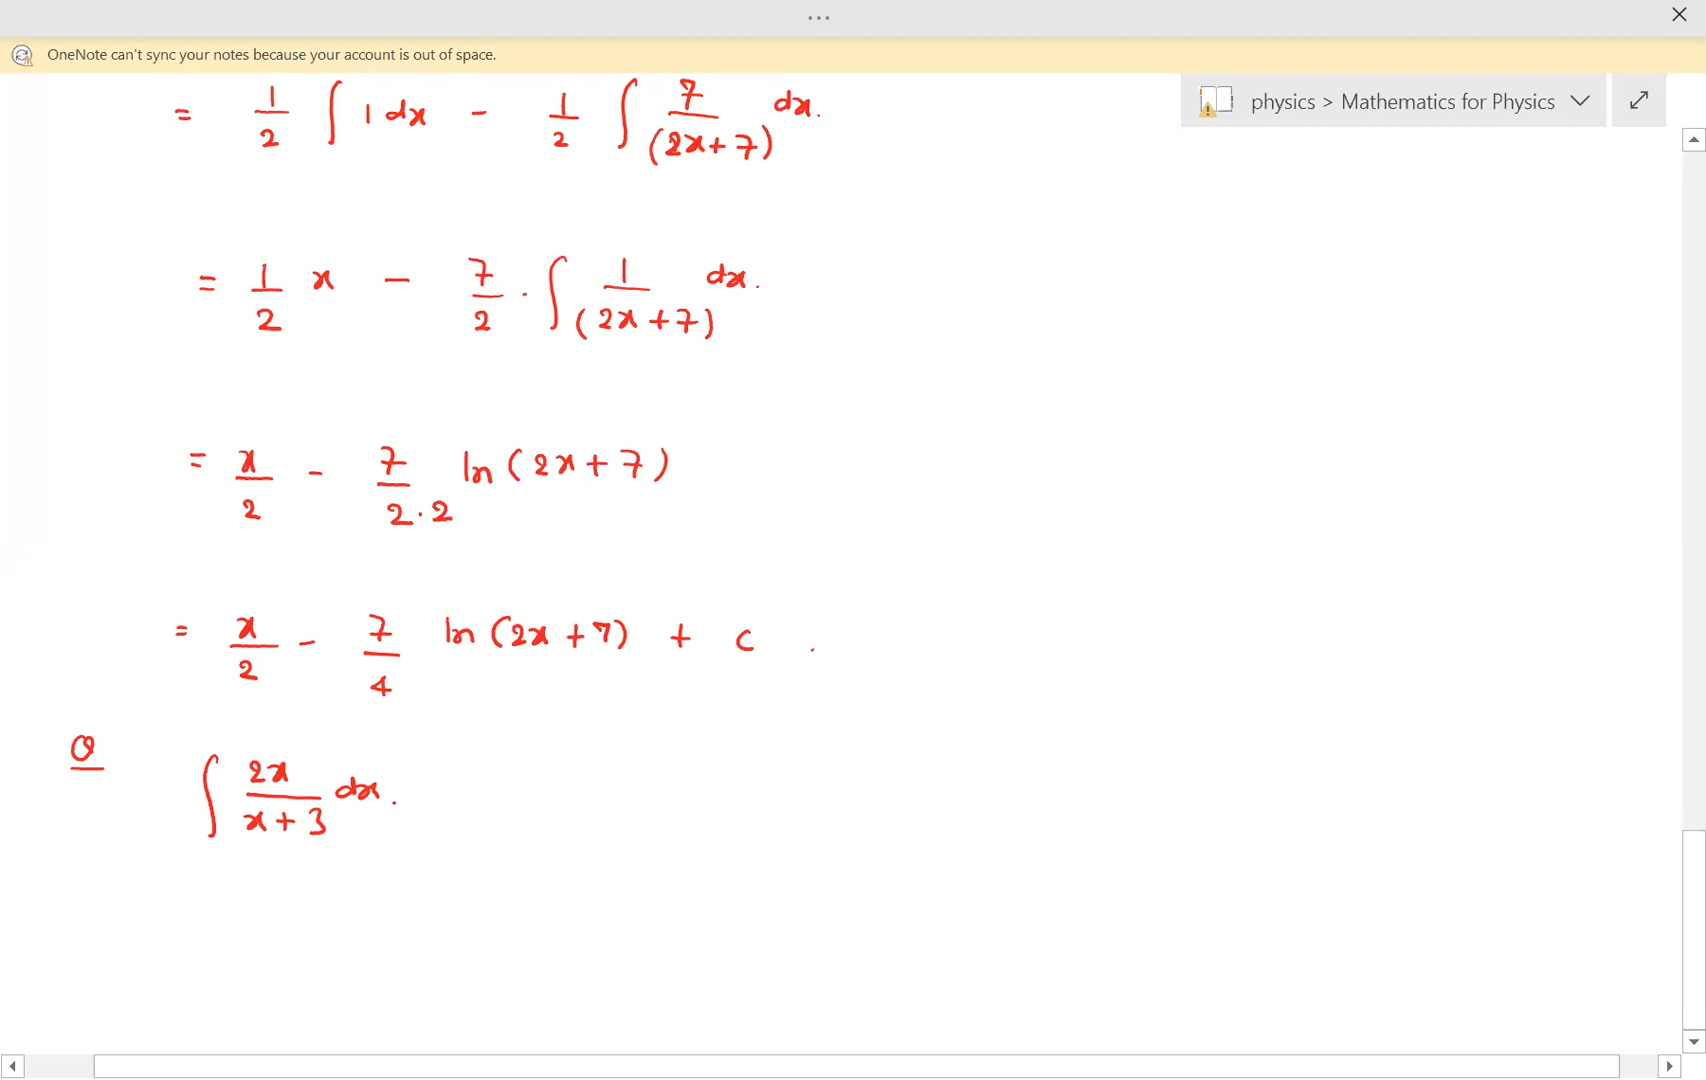 OneNote can't sync your notes because your account is out of space.
physics > Mathematics for Physics
= 1/2 ∫ 1 dx - 1/2 ∫ 7/(2x+7) dx.
= 1/2 x - 7/2 · ∫ 1/(2x+7) dx.
= x/2 - 7/2·2 ln (2x+7)
= x/2 - 7/4 ln (2x+7) + c .
Q ∫ 2x/x+3 dx.